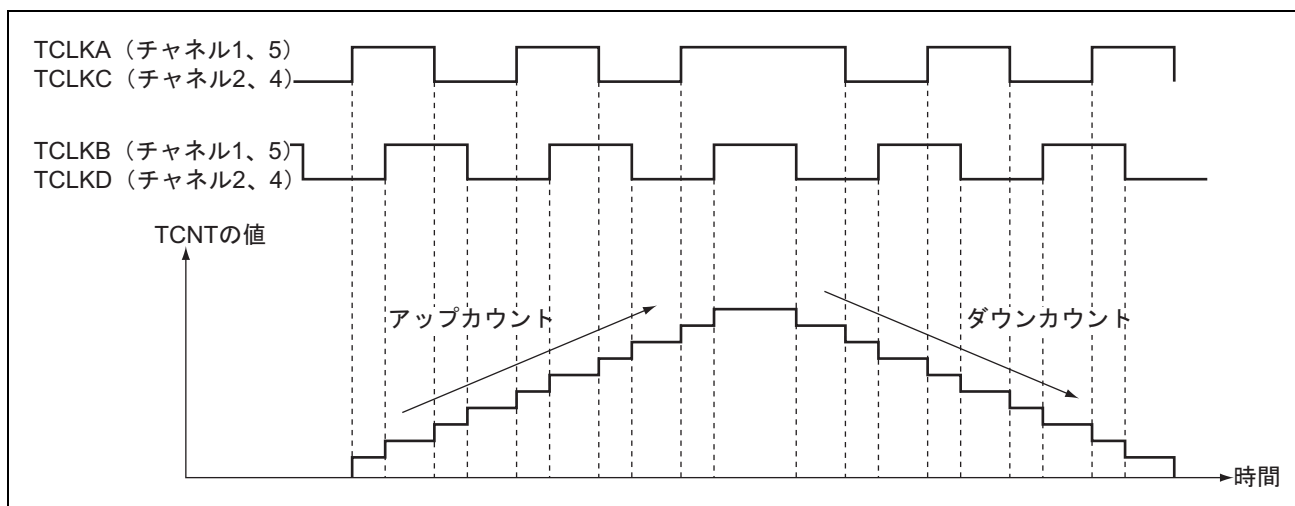 TCLKA（チャネル1、5）
TCLKC（チャネル2、4）
TCLKB（チャネル1、5）
TCLKD（チャネル2、4）
TCNTの値
アップカウント
ダウンカウント
時間